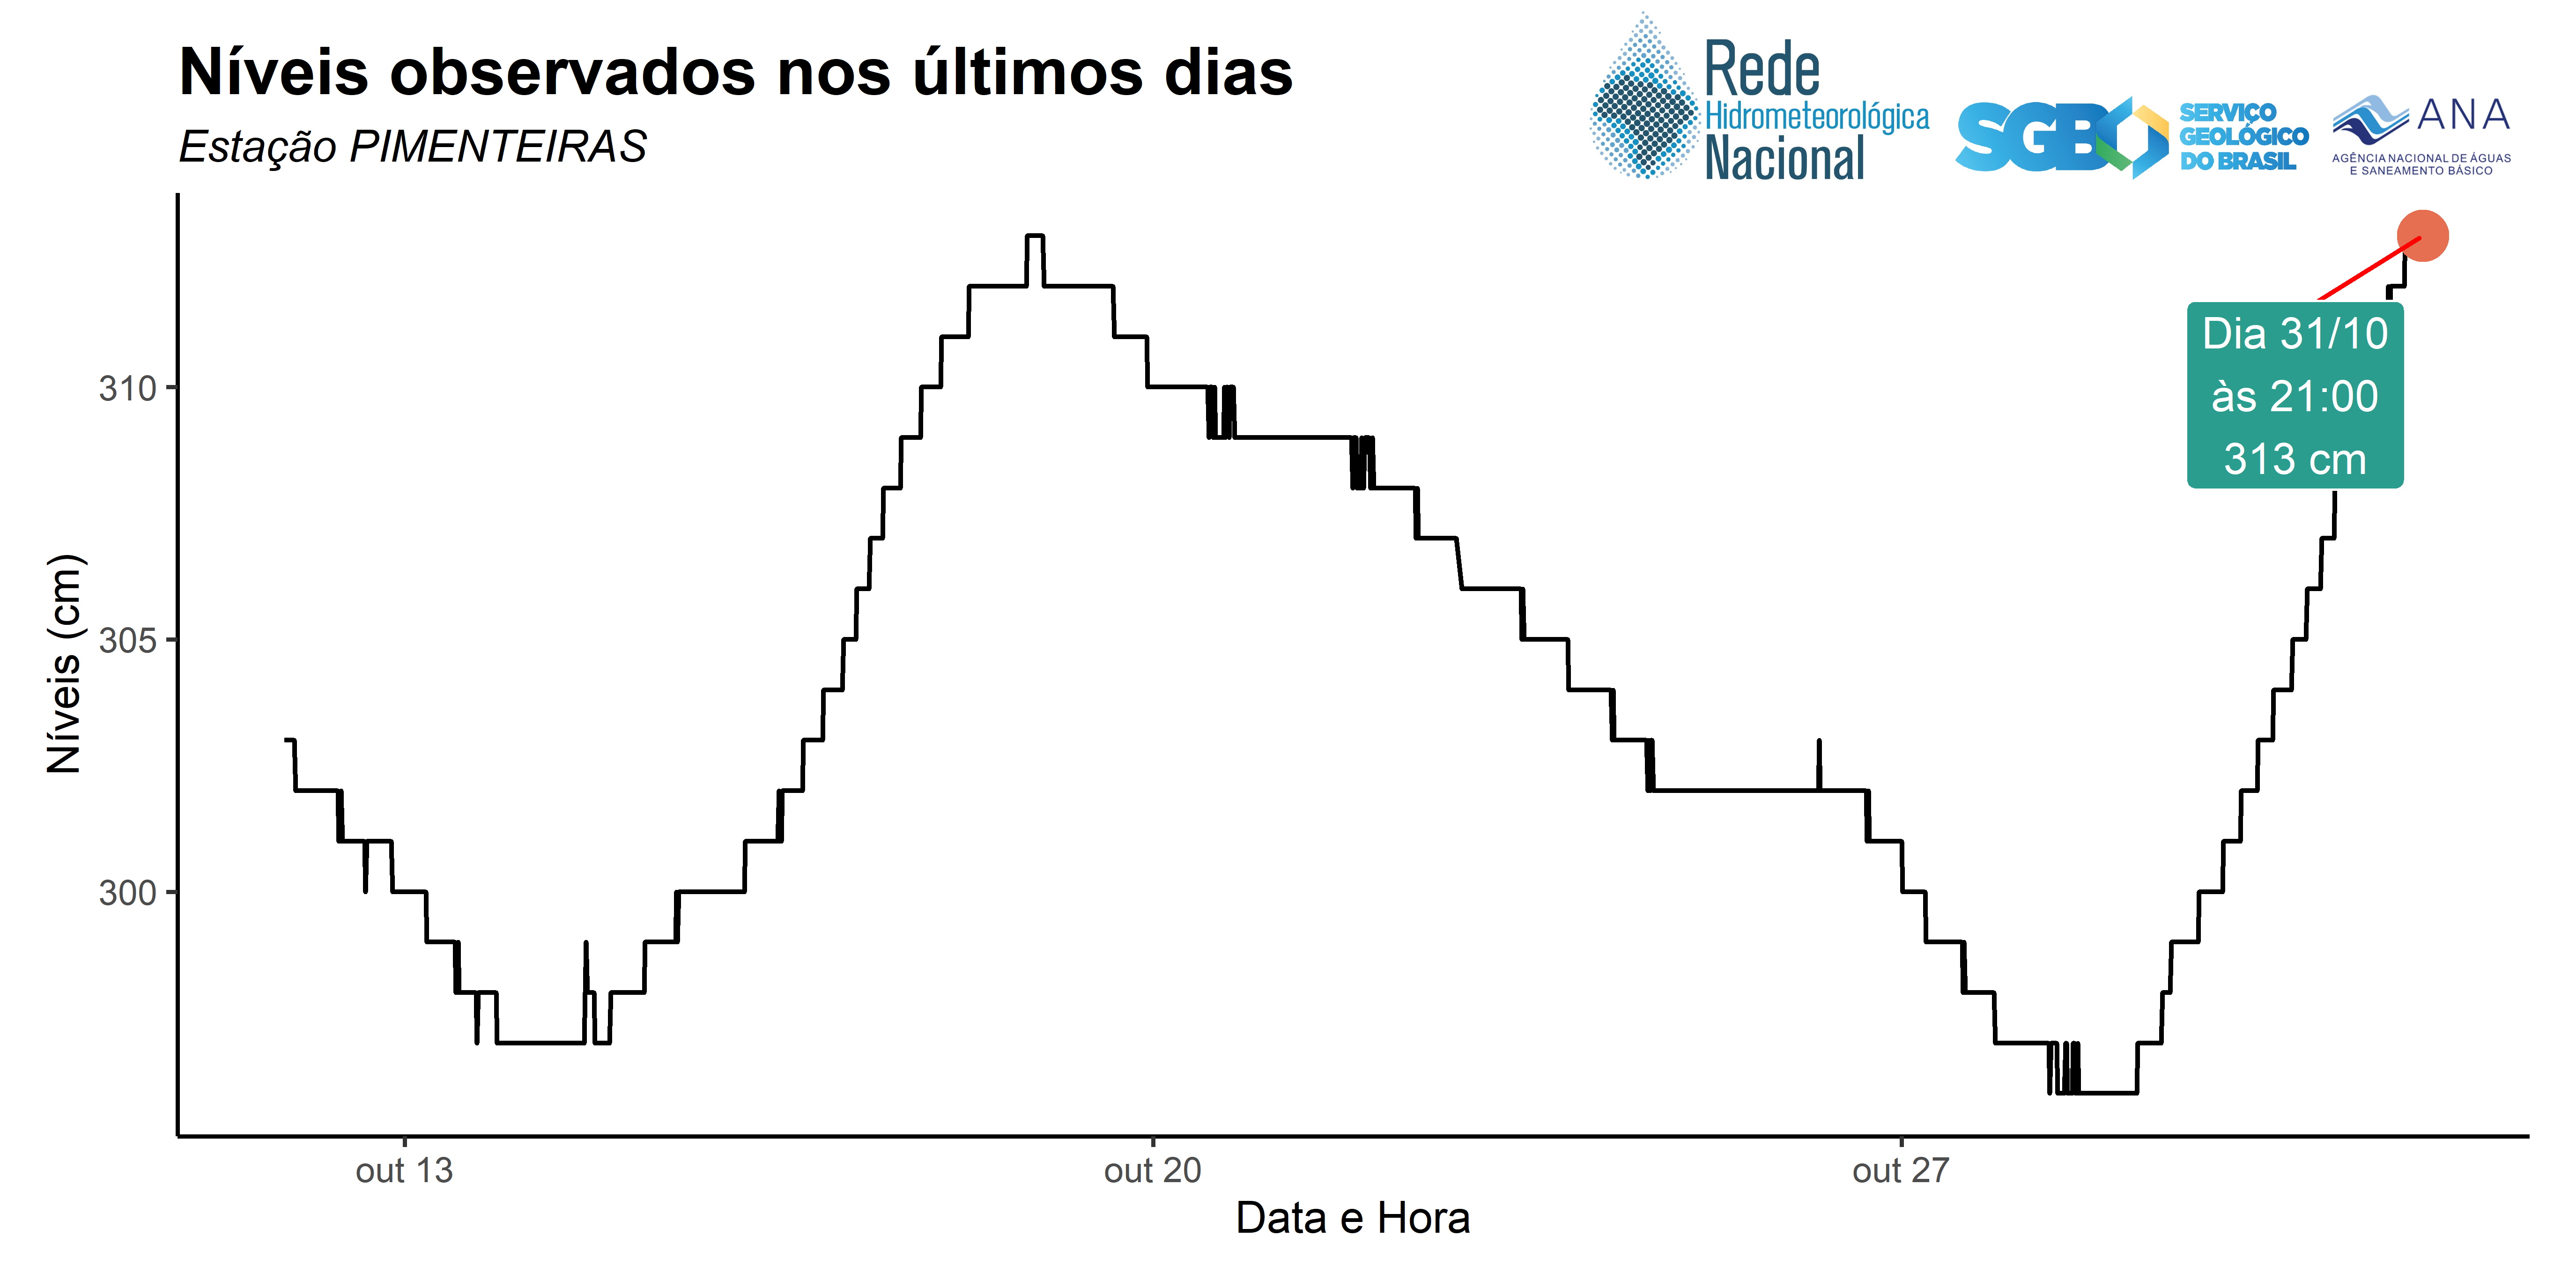 Níveis observados nos últimos dias
Estação PIMENTEIRAS
Rede
Hidrometeorológica
Nacional
SGB
SERVIÇO
GEOLÓGICO
DO BRASIL
ANA
AGÊNCIA NACIONAL DE ÁGUAS
E SANEAMENTO BÁSICO
Dia 31/10
às 21:00
313 cm
Níveis (cm)
310
305
300
out 13
out 20
out 27
Data e Hora